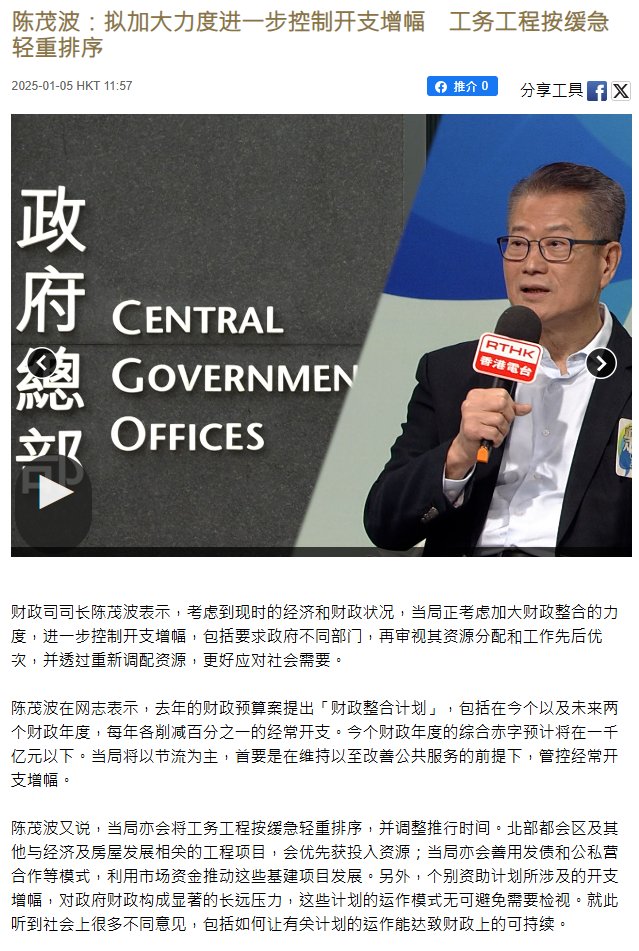 陈茂波：拟加大力度进一步控制开支增幅　工务工程按缓急
轻重排序
2025-01-05 HKT 11:57
推介 0
分享工具
政府總部
CENTRAL
GOVERNMEN
OFFICES
RTHK
香港電台
财政司司长陈茂波表示，考虑到现时的经济和财政状况，当局正考虑加大财政整合的力
度，进一步控制开支增幅，包括要求政府不同部门，再审视其资源分配和工作先后优
次，并透过重新调配资源，更好应对社会需要。
陈茂波在网志表示，去年的财政预算案提出「财政整合计划」，包括在今个以及未来两
个财政年度，每年各削减百分之一的经常开支。今个财政年度的综合赤字预计将在一千
亿元以下。当局将以节流为主，首要是在维持以至改善公共服务的前提下，管控经常开
支增幅。
陈茂波又说，当局亦会将工务工程按缓急轻重排序，并调整推行时间。北部都会区及其
他与经济及房屋发展相关的工程项目，会优先获投入资源；当局亦会善用发债和公私营
合作等模式，利用市场资金推动这些基建项目发展。另外，个别资助计划所涉及的开支
增幅，对政府财政构成显著的长远压力，这些计划的运作模式无可避免需要检视。就此
听到社会上很多不同意见，包括如何让有关计划的运作能达致财政上的可持续。